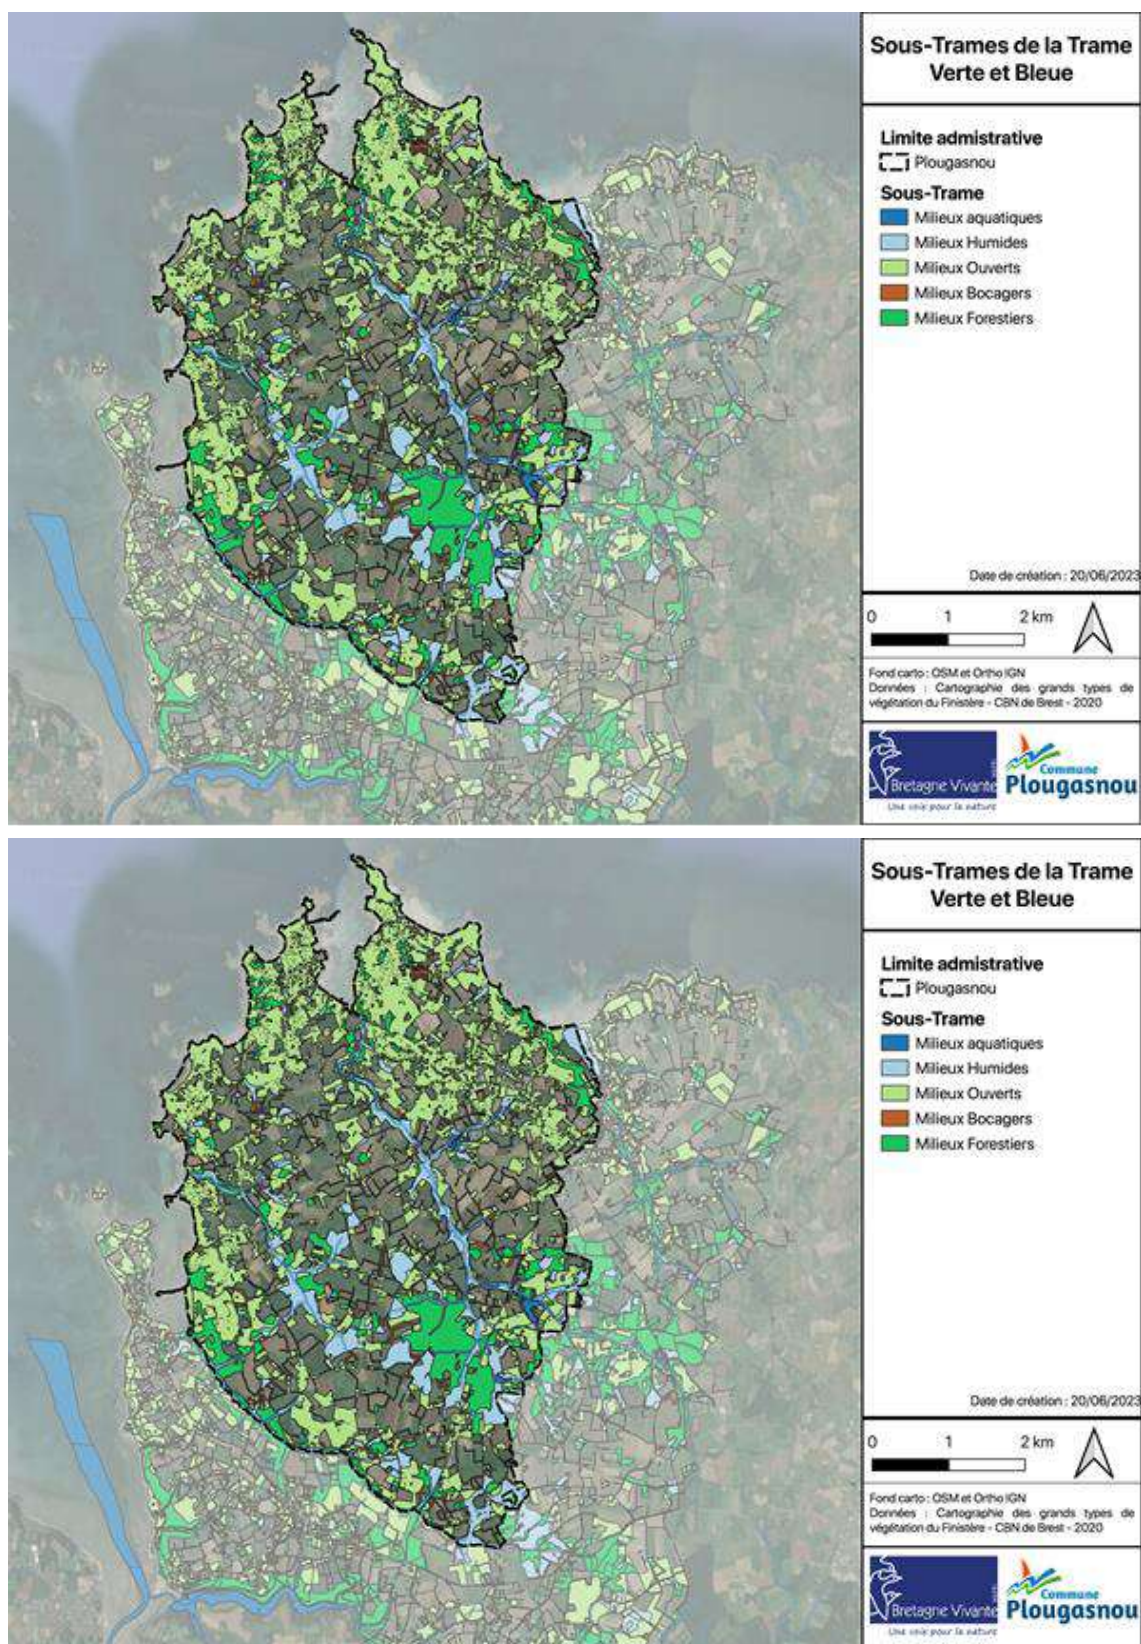 Sous-Trames de la Trame
Verte et Bleue
Limite admistrative
Plougasnou
Sous-Trame
Milieux aquatiques
Milieux Humides
Milieux Ouverts
Milieux Bocagers
Milieux Forestiers
Date de création : 20/06/2023
0 1 2 km
Fond carto : OSM et Ortho IGN
Données : Cartographie des grands types de
végétation du Finistère - CBN de Brest - 2020
Bretagne Vivante
Une voix pour la nature
Commune
Plougasnou
Sous-Trames de la Trame
Verte et Bleue
Limite admistrative
Plougasnou
Sous-Trame
Milieux aquatiques
Milieux Humides
Milieux Ouverts
Milieux Bocagers
Milieux Forestiers
Date de création : 20/06/2023
0 1 2 km
Fond carto : OSM et Ortho IGN
Données : Cartographie des grands types de
végétation du Finistère - CBN de Brest - 2020
Bretagne Vivante
Une voix pour la nature
Commune
Plougasnou